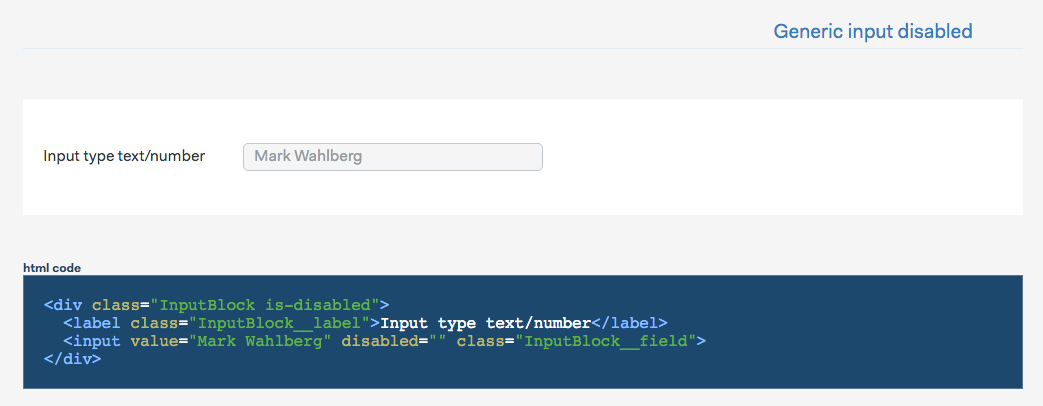 Generic input disabled
Input type text/number
Mark Wahlberg
html code
<div class="InputBlock is-disabled">
  <label class="InputBlock__label">Input type text/number</label>
  <input value="Mark Wahlberg" disabled="" class="InputBlock__field">
</div>